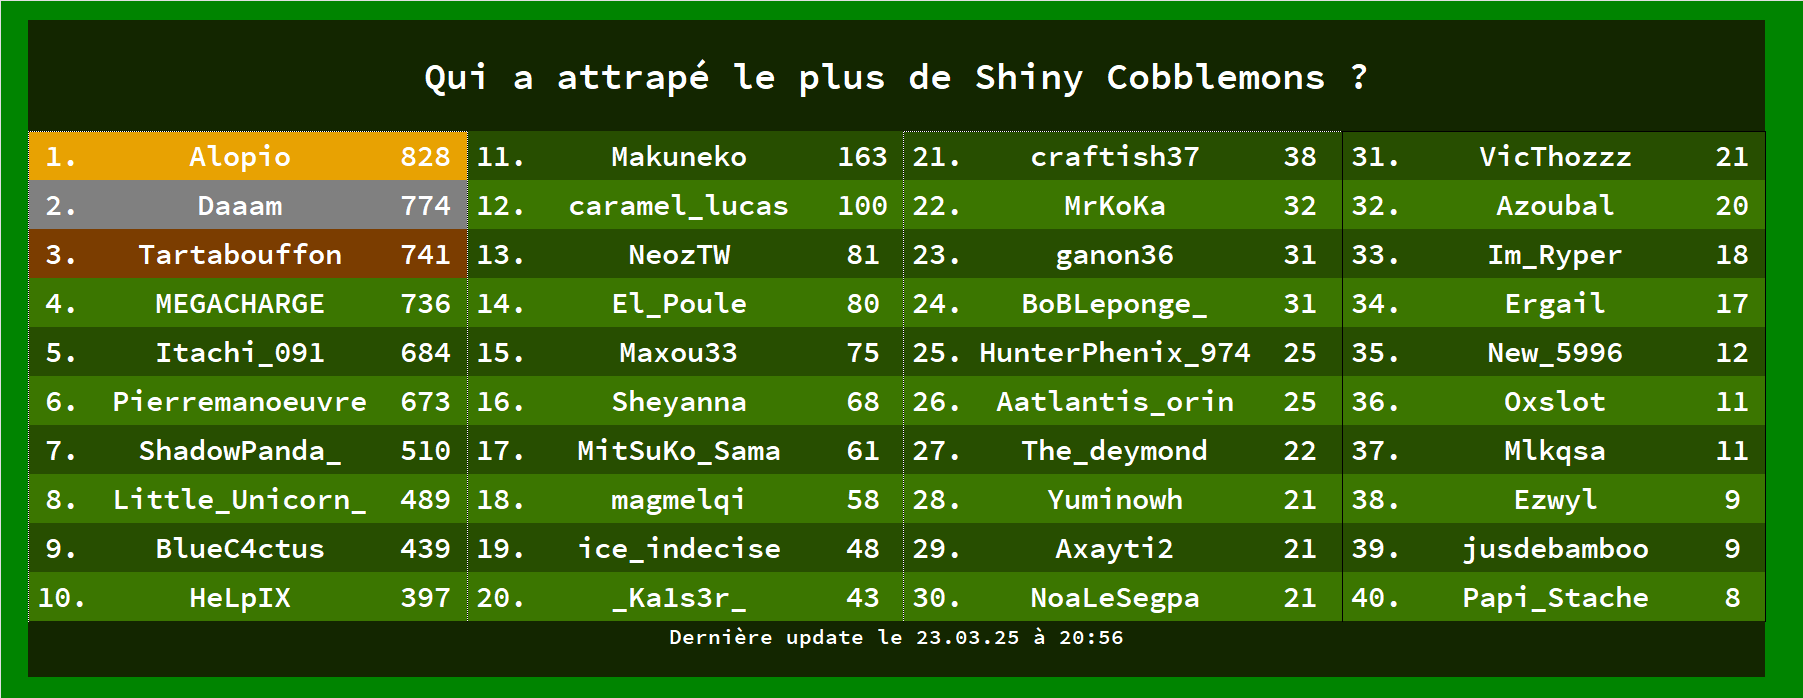 Qui a attrapé le plus de Shiny Cobblemons ?
1. Alopio 828 11. Makuneko 163 21. craftish37 38 31. VicThozzz 21
2. Daaam 774 12. caramel_lucas 100 22. MrKoKa 32 32. Azoubal 20
3. Tartabouffon 741 13. NeozTW 81 23. ganon36 31 33. Im_Ryper 18
4. MEGACHARGE 736 14. El_Poule 80 24. BoBLeponge_ 31 34. Ergail 17
5. Itachi_091 684 15. Maxou33 75 25. HunterPhenix_974 25 35. New_5996 12
6. Pierremanoeuvre 673 16. Sheyanna 68 26. Aatlantis_orin 25 36. Oxslot 11
7. ShadowPanda_ 510 17. MitSuKo_Sama 61 27. The_deymond 22 37. Mlkqsa 11
8. Little_Unicorn_ 489 18. magmelqi 58 28. Yuminowh 21 38. Ezwyl 9
9. BlueC4ctus 439 19. ice_indecise 48 29. Axayti2 21 39. jusdebamboo 9
10. HeLpIX 397 20. _Ka1s3r_ 43 30. NoaLeSegpa 21 40. Papi_Stache 8
Dernière update le 23.03.25 à 20:56